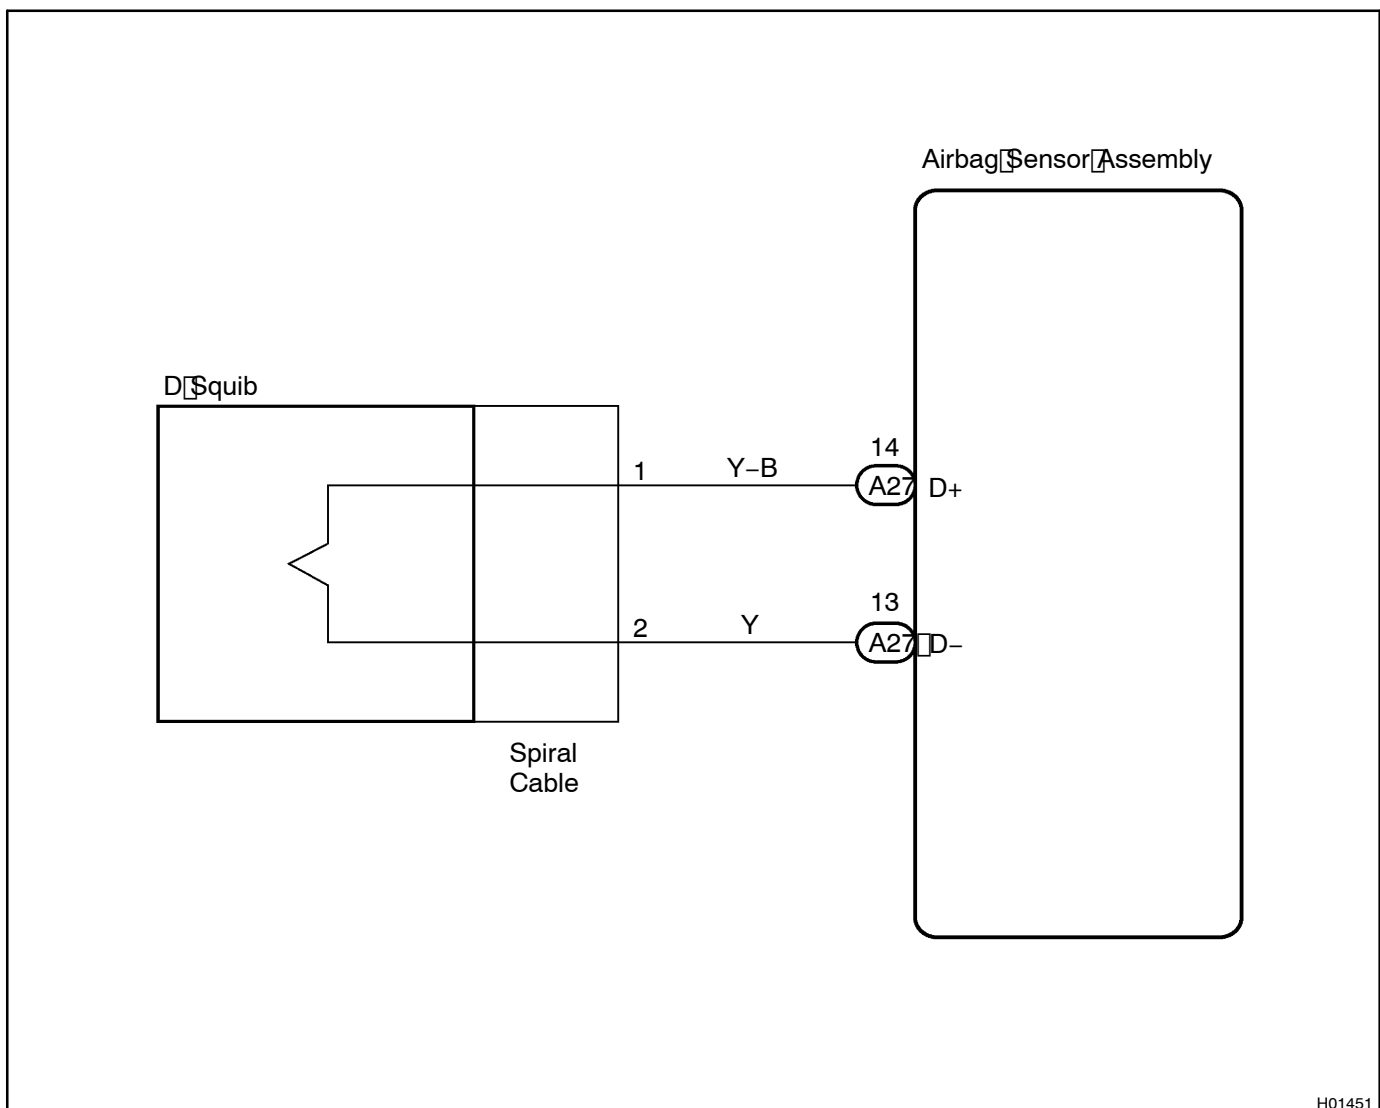 Airbag Sensor Assembly
D Squib
14
1
Y−B
A27
D+
13
2
Y
A27
D−
Spiral
Cable
H01451